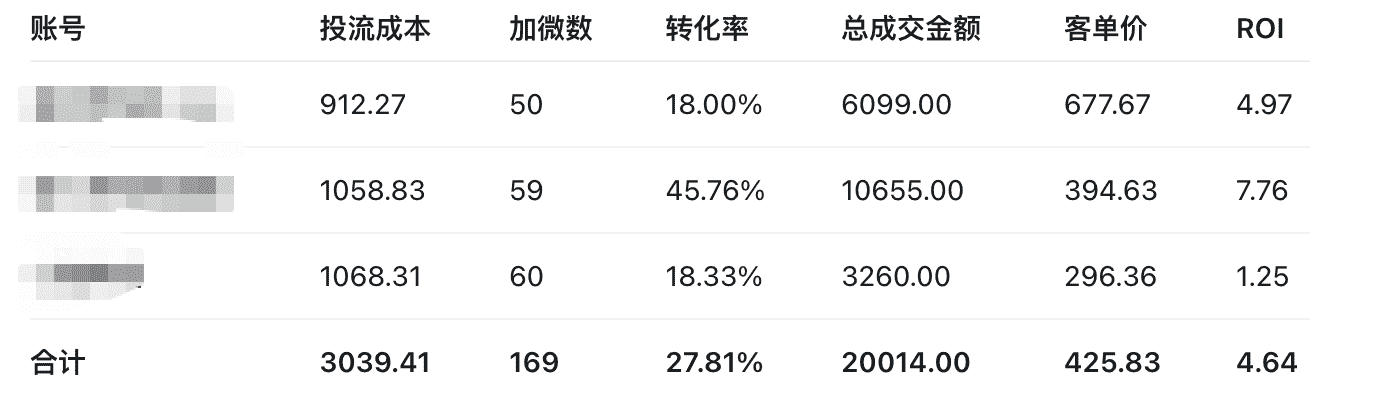 账号 投流成本 加微数 转化率 总成交金额 客单价 ROI
912.27 50 18.00% 6099.00 677.67 4.97
1058.83 59 45.76% 10655.00 394.63 7.76
1068.31 60 18.33% 3260.00 296.36 1.25
合计 3039.41 169 27.81% 20014.00 425.83 4.64